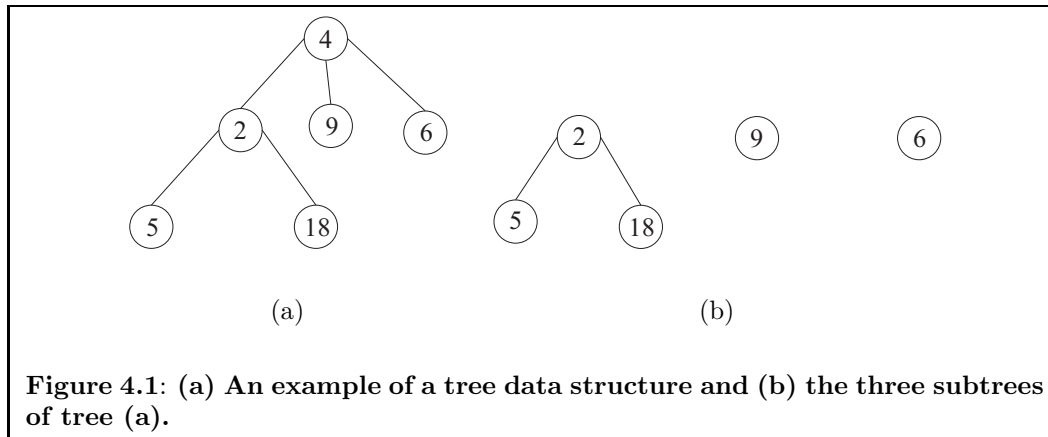 4
2 9 6
5 18
2 9 6
5 18
(a) (b)
Figure 4.1: (a) An example of a tree data structure and (b) the three subtrees
of tree (a).